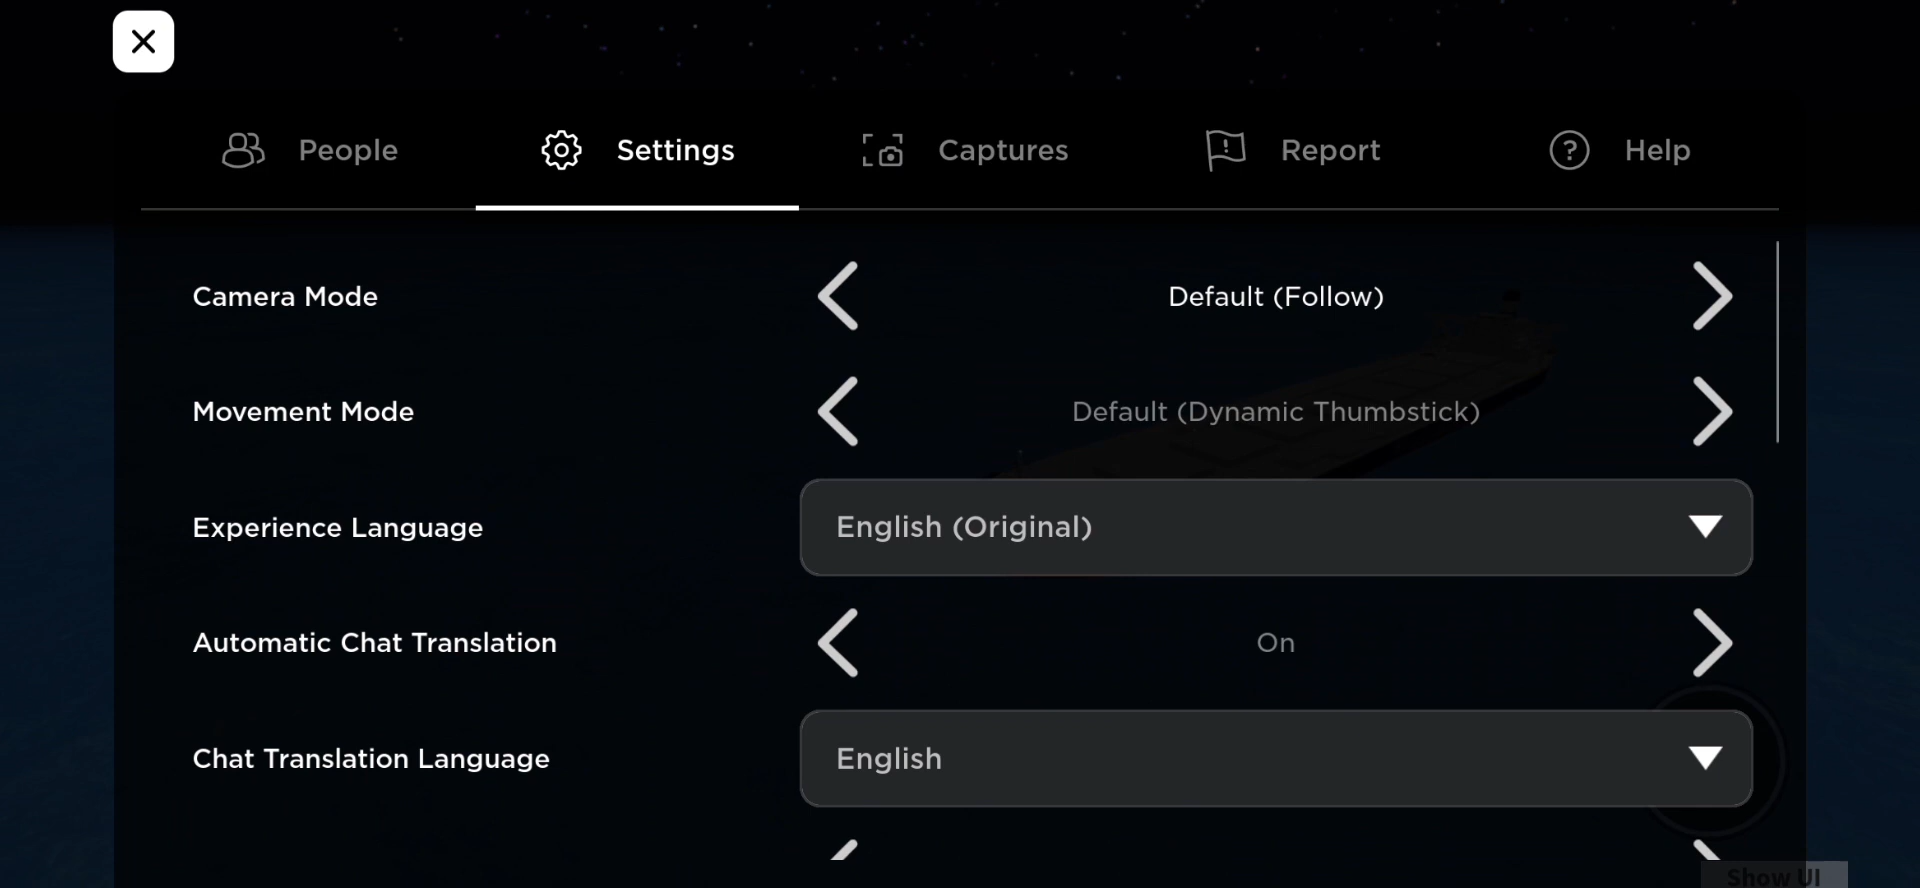 People
Settings
Captures
Report
Help
Camera Mode
Default (Follow)
Movement Mode
Default (Dynamic Thumbstick)
Experience Language
English (Original)
Automatic Chat Translation
On
Chat Translation Language
English
Show UI